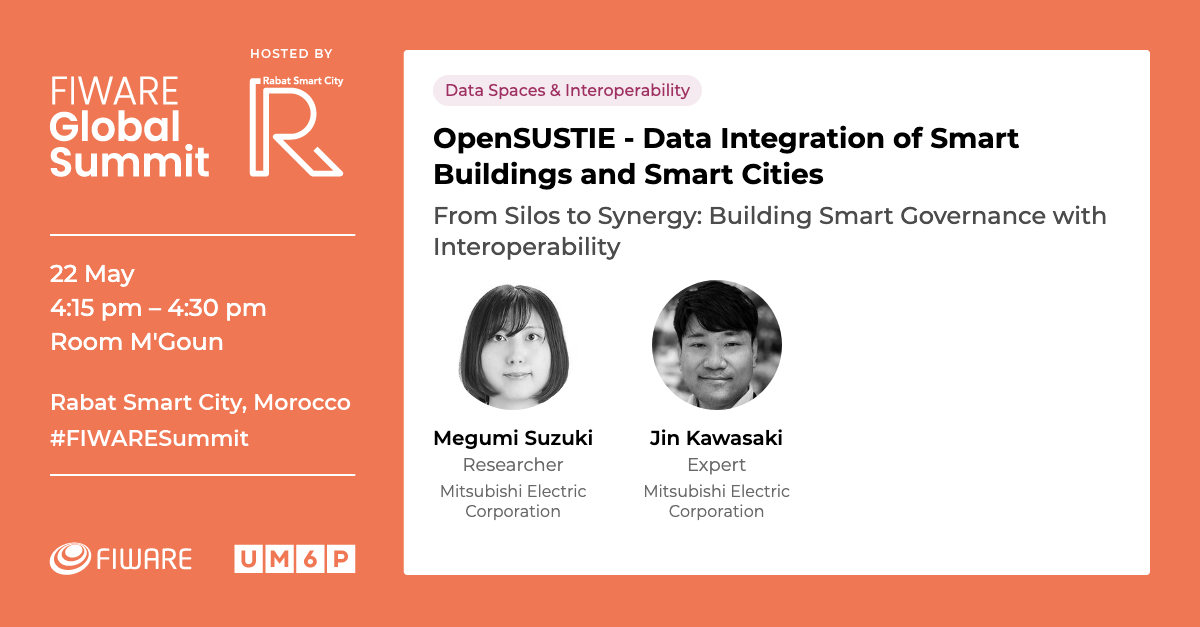 HOSTED BY
FIWARE
Global
Summit
Rabat Smart City
R
22 May
4:15 pm – 4:30 pm
Room M'Goun
Rabat Smart City, Morocco
#FIWARESummit
FIWARE
UM6P
Data Spaces & Interoperability
OpenSUSTIE - Data Integration of Smart
Buildings and Smart Cities
From Silos to Synergy: Building Smart Governance with
Interoperability
Megumi Suzuki
Researcher
Mitsubishi Electric
Corporation
Jin Kawasaki
Expert
Mitsubishi Electric
Corporation